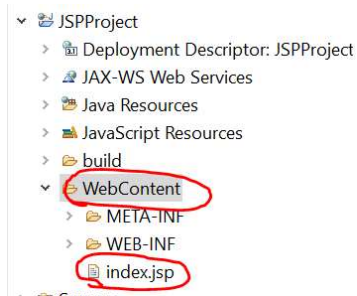 JSPProject
Deployment Descriptor: JSPProject
JAX-WS Web Services
Java Resources
JavaScript Resources
build
WebContent
META-INF
WEB-INF
index.jsp